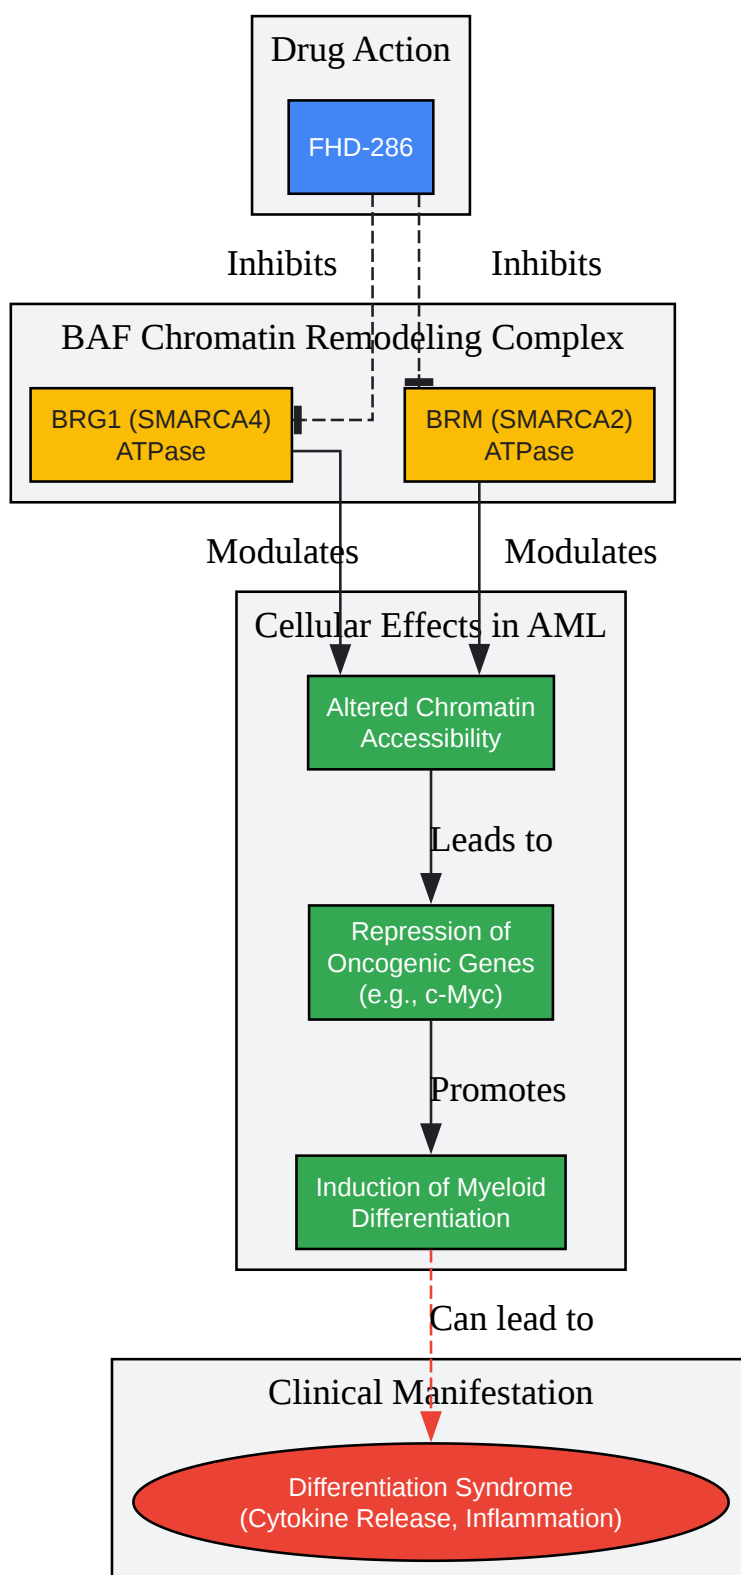 Drug Action
FHD-286
Inhibits
Inhibits
BAF Chromatin Remodeling Complex
BRG1 (SMARCA4)
ATPase
BRM (SMARCA2)
ATPase
Modulates
Modulates
Cellular Effects in AML
Altered Chromatin
Accessibility
Leads to
Repression of
Oncogenic Genes
(e.g., c-Myc)
Promotes
Induction of Myeloid
Differentiation
Can lead to
Clinical Manifestation
Differentiation Syndrome
(Cytokine Release, Inflammation)